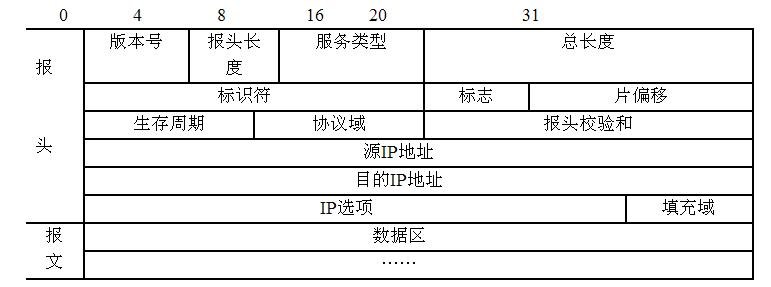 0 4 8 16 20 31
版本号 报头长度 服务类型 总长度
标识符 标志 片偏移
生存周期 协议域 报头校验和
源IP地址
目的IP地址
IP选项 填充域
报头
数据区
……
报文